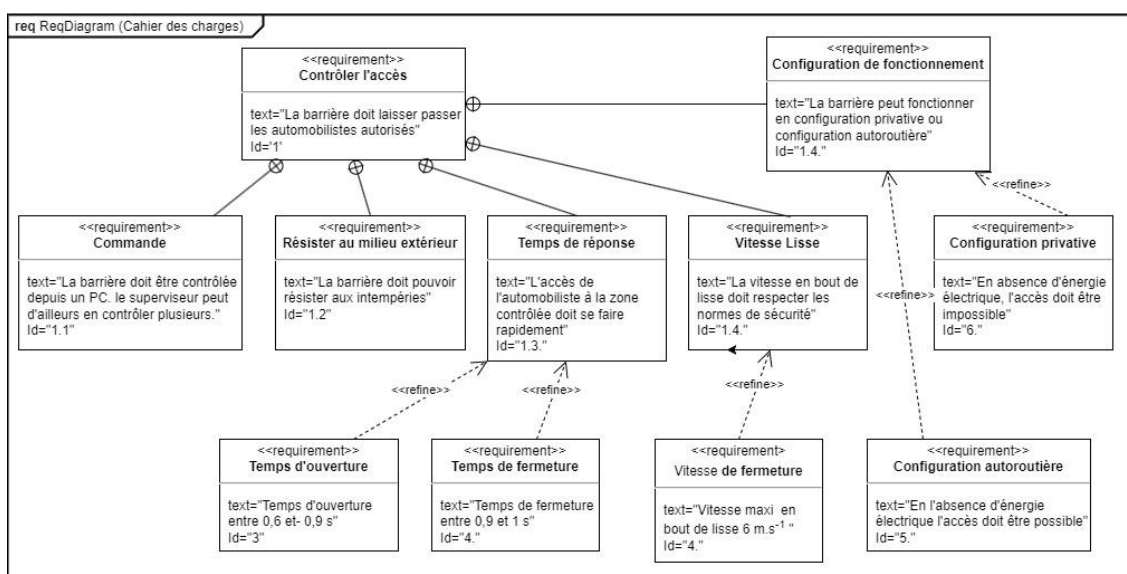 req ReqDiagram (Cahier des charges)
<<requirement>>
Contrôler l'accès
text="La barrière doit laisser passer
les automobilistes autorisés"
Id='1'
<<requirement>>
Configuration de fonctionnement
text="La barrière peut fonctionner
en configuration privative ou
configuration autoroutière"
Id="1.4."
<<refine>>
<<requirement>>
Commande
text="La barrière doit être contrôlée
depuis un PC. le superviseur peut
d'ailleurs en contrôler plusieurs."
Id="1.1"
<<requirement>>
Résister au milieu extérieur
text="La barrière doit pouvoir
résister aux intempéries"
Id="1.2"
<<requirement>>
Temps de réponse
text="L'accès de
l'automobiliste à la zone
contrôlée doit se faire
rapidement"
Id="1.3."
<<requirement>>
Vitesse Lisse
text="La vitesse en bout de
lisse doit respecter les
normes de sécurité"
Id="1.4."
<<refine>>
<<requirement>>
Configuration privative
text="En absence d'énergie
électrique, l'accès doit être
impossible"
Id="6."
<<refine>>
<<refine>>
<<refine>>
<<requirement>>
Temps d'ouverture
text="Temps d'ouverture
entre 0,6 et- 0,9 s"
Id="3"
<<requirement>>
Temps de fermeture
text="Temps de fermeture
entre 0,9 et 1 s"
Id="4."
<<requirement>
Vitesse de fermeture
text="Vitesse maxi en
bout de lisse 6 m.s⁻¹ "
Id="4."
<<requirement>>
Configuration autoroutière
text="En l'absence d'énergie
électrique l'accès doit être possible"
Id="5."